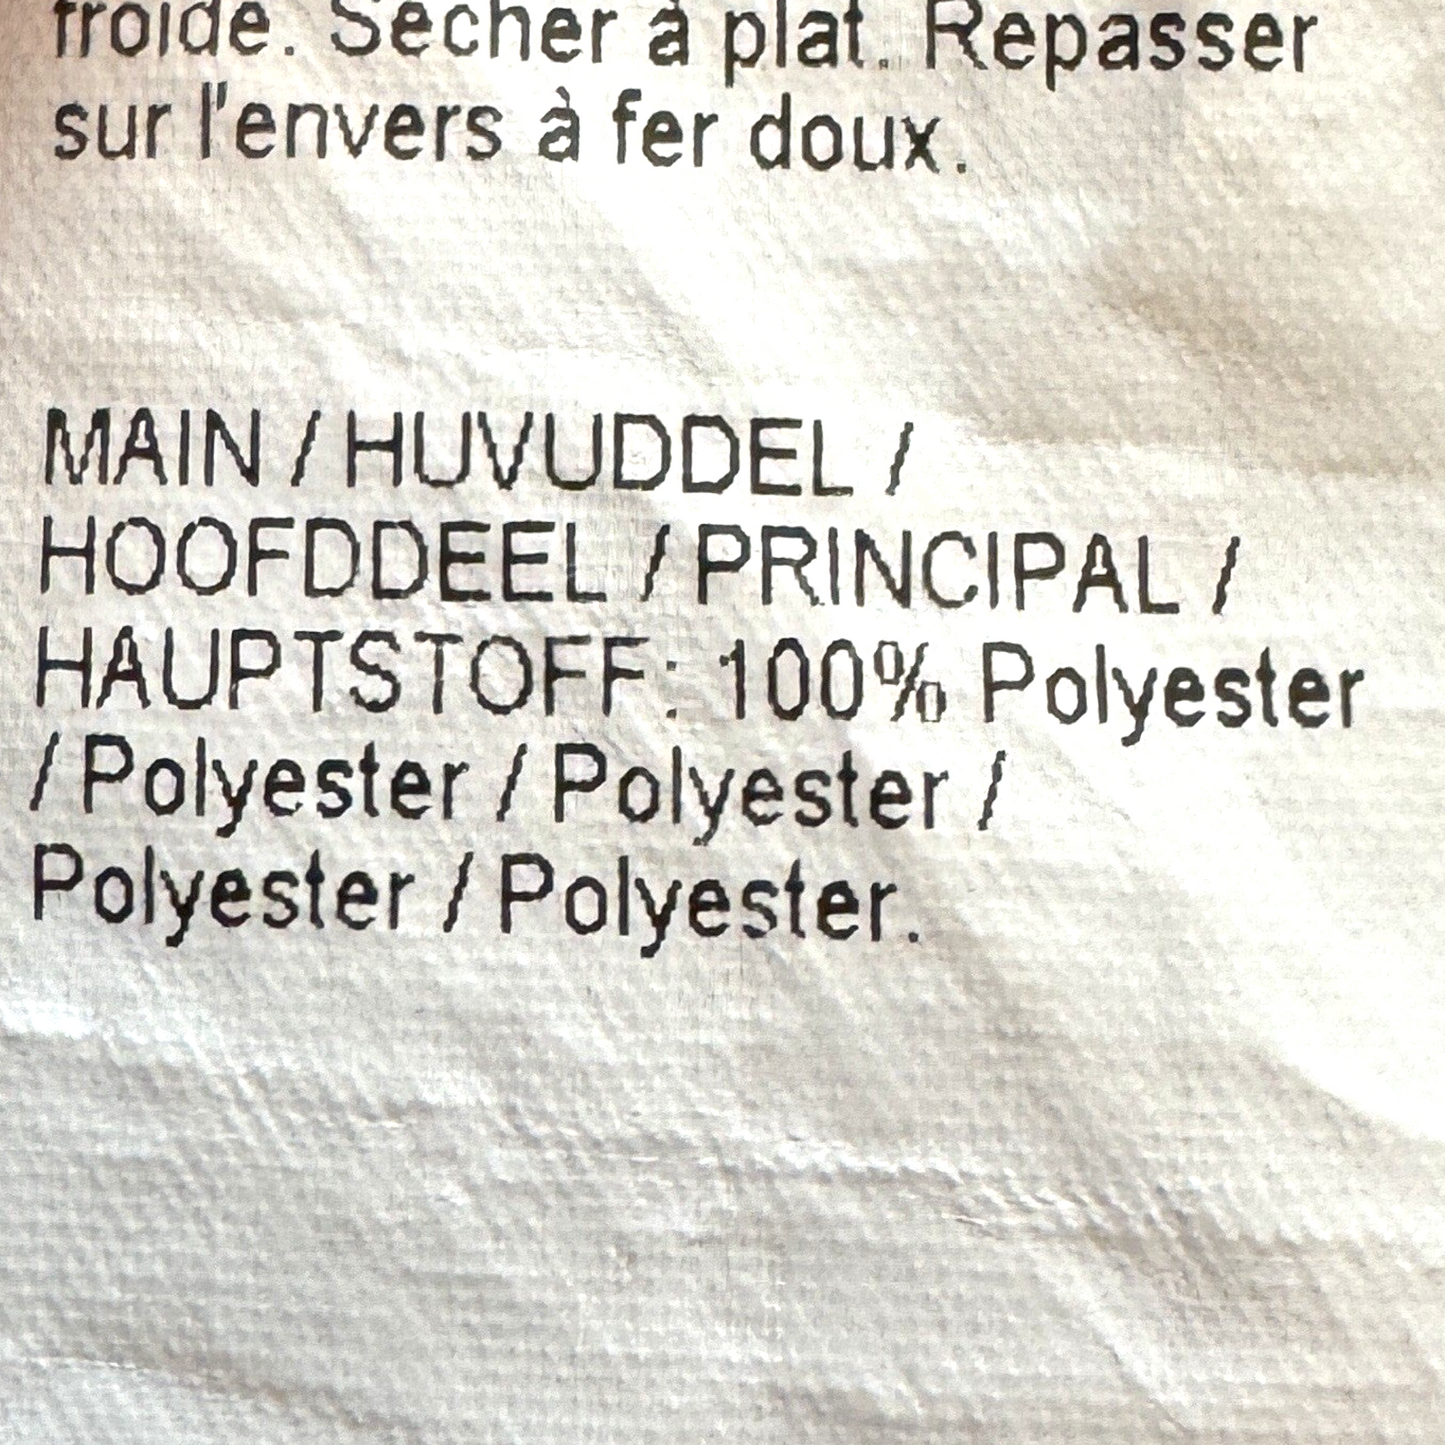 froide. Sécher à plat. Repasser
sur l'envers à fer doux.
MAIN / HUVUDDEL /
HOOFDDEEL / PRINCIPAL /
HAUPTSTOFF: 100% Polyester
/ Polyester / Polyester /
Polyester / Polyester.